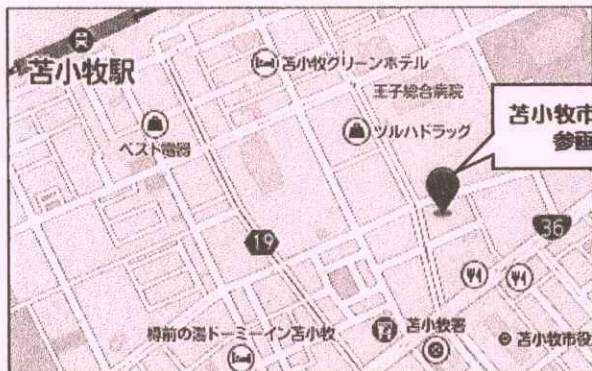 苫小牧駅
苫小牧グリーンホテル
王子総合病院
ベスト電器
ツルハドラッグ
苫小牧市
参画
19
36
樽前の湯ドーミーイン苫小牧
苫小牧署
苫小牧市役